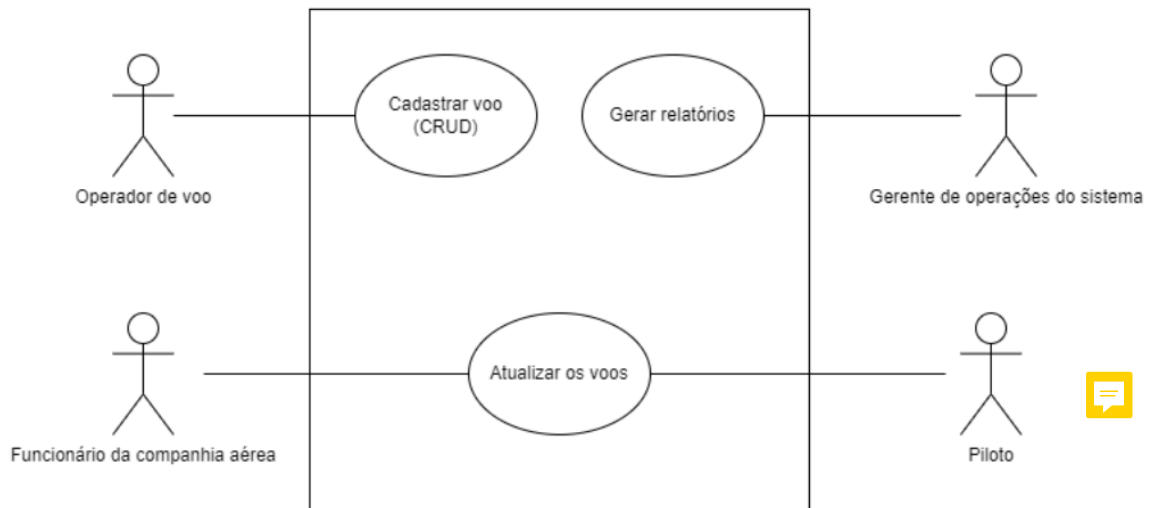 Cadastrar voo
(CRUD)
Gerar relatórios
Operador de voo
Gerente de operações do sistema
Atualizar os voos
Funcionário da companhia aérea
Piloto